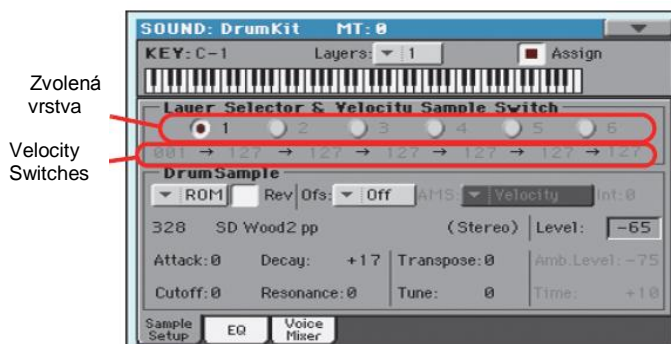 SOUND: DrumKit MT: 0
KEY: C-1 Layers: 1 Assign
Zvolená
vrstva
Layer Selector & Velocity Sample Switch
1 2 3 4 5 6
Velocity
Switches
001 → 127 → 127 → 127 → 127 → 127 → 127
DrumSample
ROM Rev Ofs: Off AMS: Velocity Int:0
328 SD Wood2 pp (Stereo) Level: -65
Attack:0 Decay: +17 Transpose:0 Amb.Level:-75
Cutoff:0 Resonance:0 Tune: 0 Time: +10
Sample
Setup
EQ
Voice
Mixer